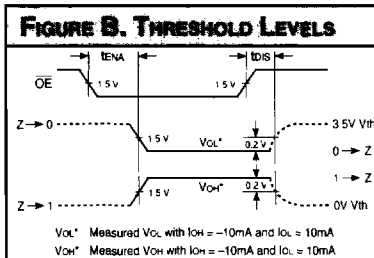 FIGURE B. THRESHOLD LEVELS
tENA
tDIS
OE
1.5 V
1.5 V
Z → 0
1.5 V
VOL*
0.2 V
3.5V Vth
0 → Z
Z → 1
1.5 V
VOH*
0.2 V
1 → Z
0V Vth
VOL* Measured VOL with IOH = –10mA and IOL = 10mA
VOH* Measured VOH with IOH = –10mA and IOL = 10mA